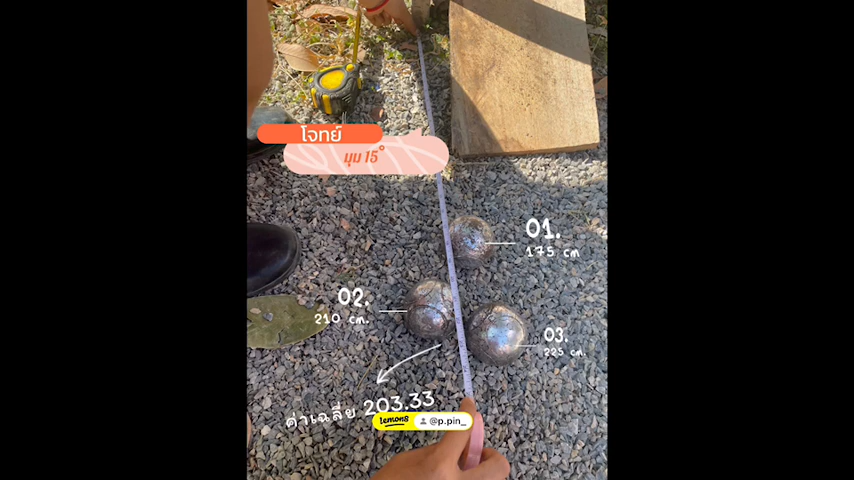 โจทย์
มุม 15°
01.
175 cm
02.
210 cm.
03.
225 cm.
ค่าเฉลี่ย 203.33
lemon8 @p.pin_